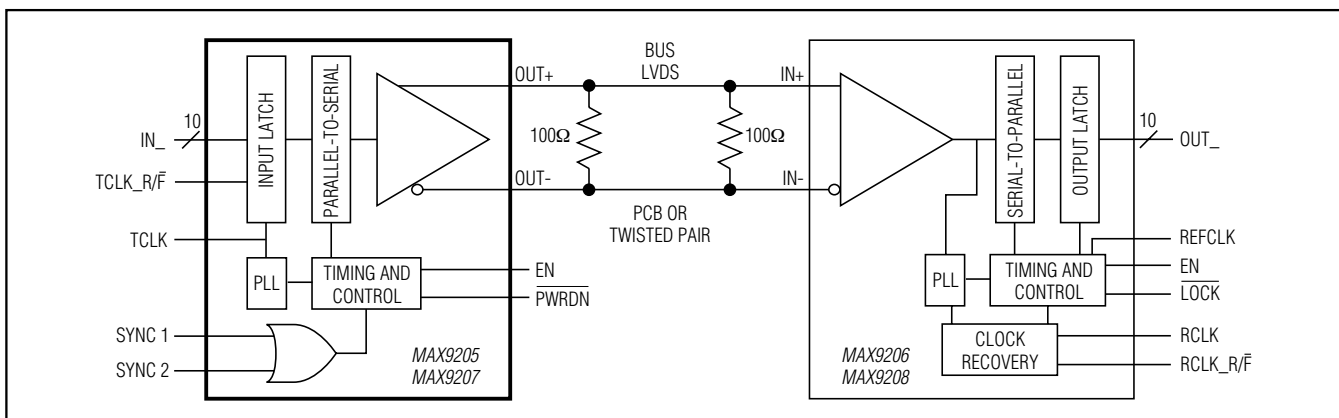 BUS
LVDS
OUT+
IN+
10
IN_
INPUT LATCH
PARALLEL-TO-SERIAL
100Ω
100Ω
SERIAL-TO-PARALLEL
OUTPUT LATCH
10
OUT_
TCLK_R/F̅
OUT-
IN-
PCB OR
TWISTED PAIR
TCLK
PLL
TIMING AND
CONTROL
EN
P̅W̅R̅D̅N̅
PLL
TIMING AND
CONTROL
REFCLK
EN
L̅O̅C̅K̅
SYNC 1
SYNC 2
MAX9205
MAX9207
CLOCK
RECOVERY
RCLK
RCLK_R/F̅
MAX9206
MAX9208